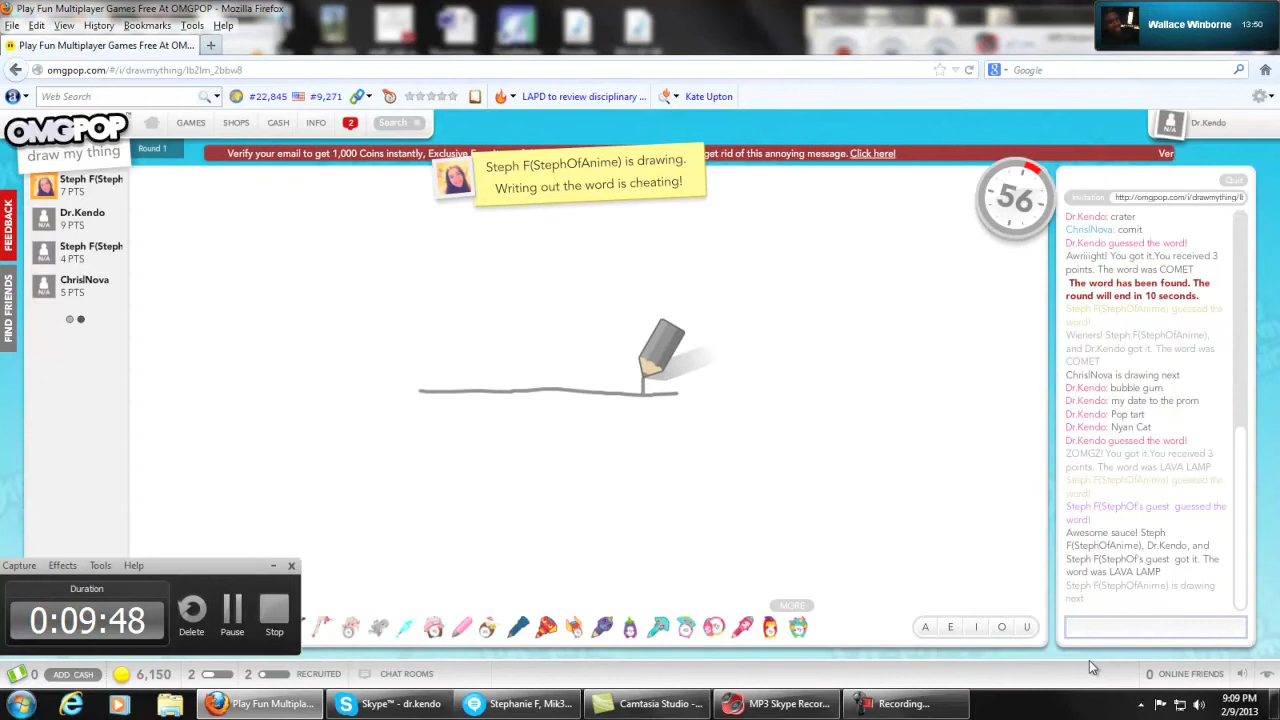 Play Fun Multiplayer Games Free At OMGPOP - Mozilla Firefox
File Edit View History Bookmarks Tools Help
Wallace Winborne 13:50
Play Fun Multiplayer Games Free At OM...
omgpop.com/#/i/drawmything/lb2lm_2bbw8
Google
Web Search
#22,845 #9,271
LAPD to review disciplinary ...
Kate Upton
OMGPOP
GAMES SHOPS CASH INFO 2 Search
N/A Dr.Kendo
draw my thing
Round 1
Verify your email to get 1,000 Coins instantly, Exclusive
get rid of this annoying message. Click here!
Ver
Steph F(StephOfAnime) is drawing.
Writing out the word is cheating!
56
Quit
Invitation http://omgpop.com/i/drawmything/ll
Steph F(Steph
7 PTS
Dr.Kendo
9 PTS
Steph F(Steph
4 PTS
ChrisINova
5 PTS
N/A
N/A
N/A
FEEDBACK
FIND FRIENDS
Dr.Kendo: crater
ChrisINova: comit
Dr.Kendo guessed the word!
Awriiight! You got it.You received 3
points. The word was COMET
The word has been found. The
round will end in 10 seconds.
Steph F(StephOfAnime) guessed the
word!
Wieners! Steph F(StephOfAnime),
and Dr.Kendo got it. The word was
COMET
ChrisINova is drawing next
Dr.Kendo: bubble gum
Dr.Kendo: my date to the prom
Dr.Kendo: Pop tart
Dr.Kendo: Nyan Cat
Dr.Kendo guessed the word!
ZOMGZ! You got it.You received 3
points. The word was LAVA LAMP
Steph F(StephOfAnime) guessed the
word!
Steph F(StephOf's guest guessed the
word!
Awesome sauce! Steph
F(StephOfAnime), Dr.Kendo, and
Steph F(StephOf's guest got it. The
word was LAVA LAMP
Steph F(StephOfAnime) is drawing
next
Capture Effects Tools Help
Duration
0:09:48
Delete Pause Stop
MORE
A E I O U
0 ADD CASH 6,150 2 2 RECRUITED CHAT ROOMS
0 ONLINE FRIENDS
Play Fun Multipla...
Skype™ - dr.kendo
Stephanie F, Mik3...
Camtasia Studio -...
MP3 Skype Recor...
Recording...
9:09 PM
2/9/2013